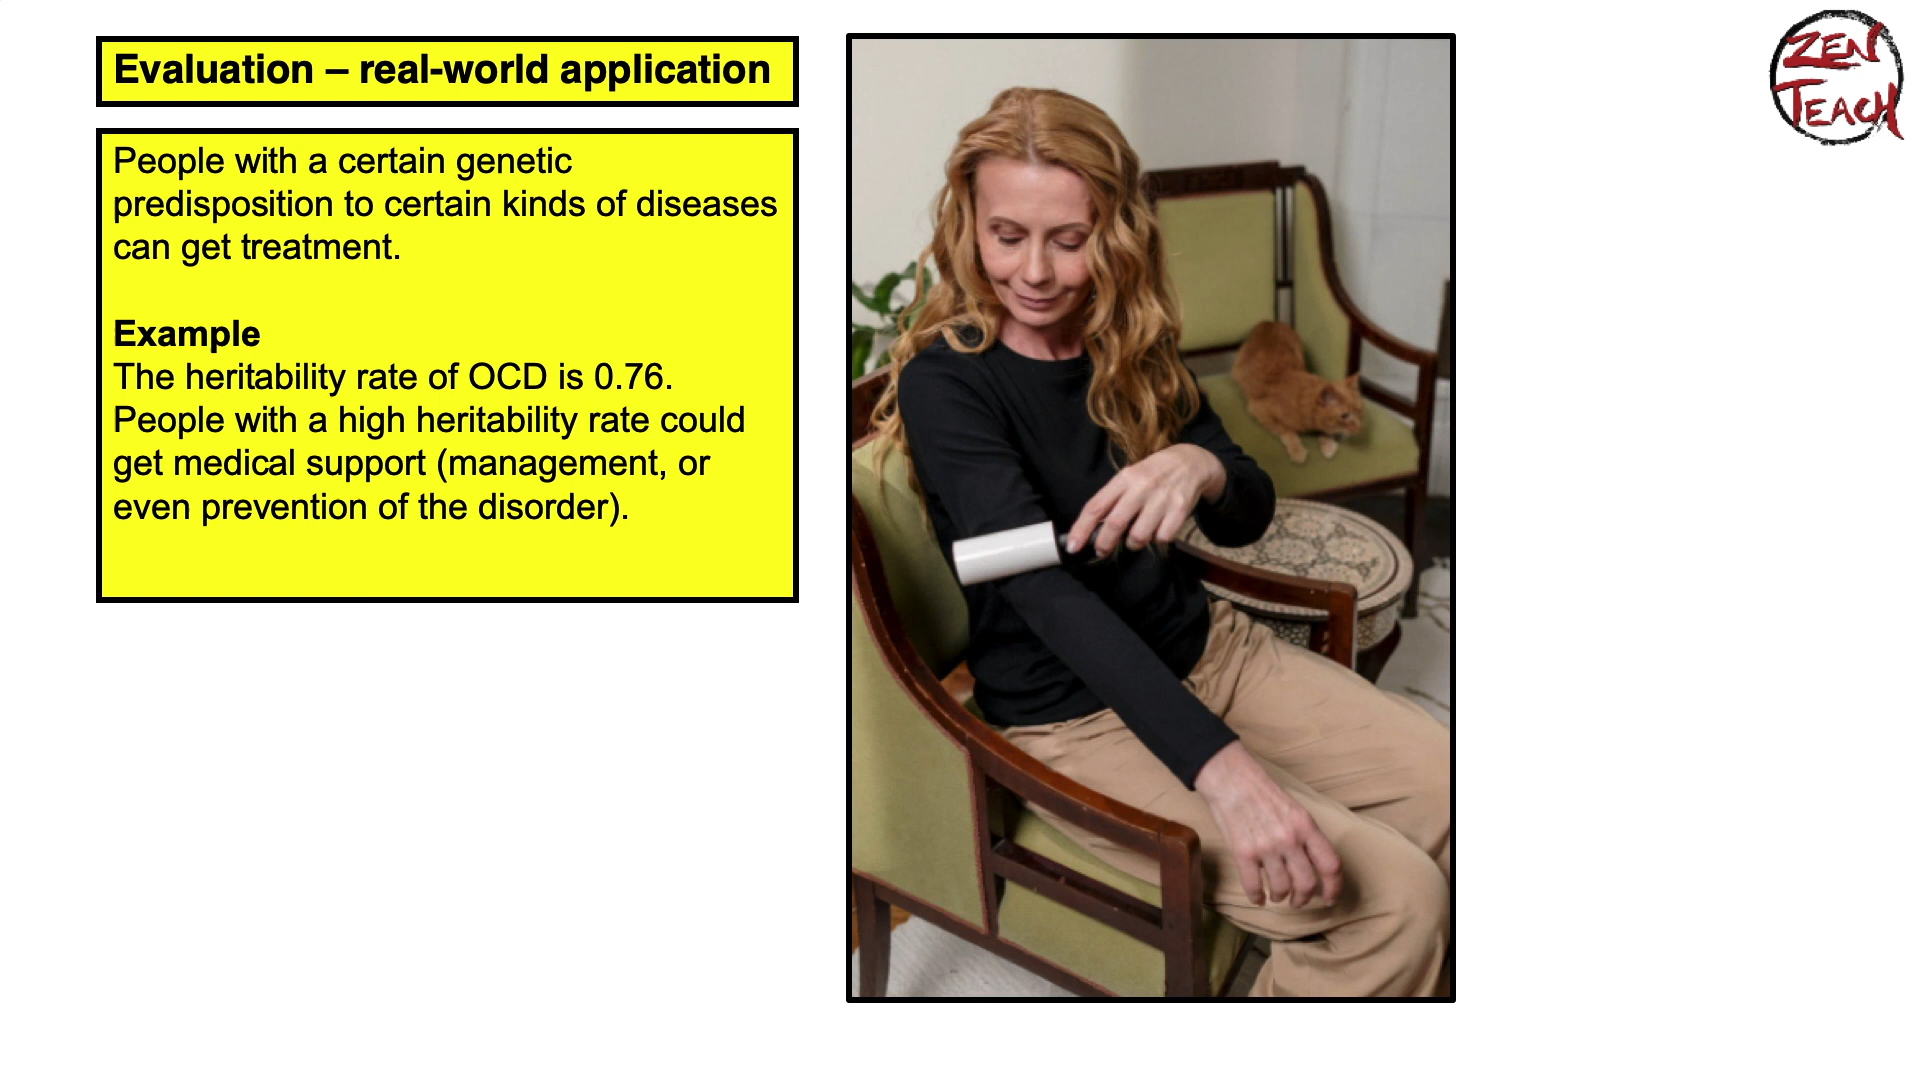 Evaluation – real-world application
People with a certain genetic
predisposition to certain kinds of diseases
can get treatment.
Example
The heritability rate of OCD is 0.76.
People with a high heritability rate could
get medical support (management, or
even prevention of the disorder).
ZEN
TEACH